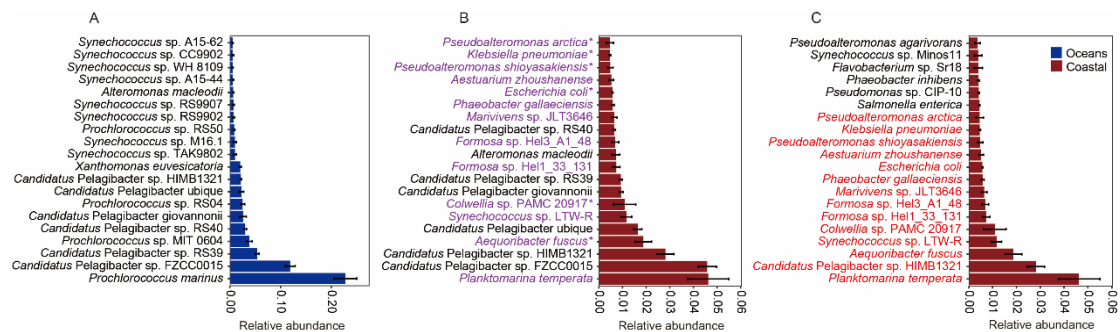 A
Synechococcus sp. A15-62
Synechococcus sp. CC9902
Synechococcus sp. WH 8109
Synechococcus sp. A15-44
Alteromonas macleodii
Synechococcus sp. RS9907
Synechococcus sp. RS9902
Prochlorococcus sp. RS50
Synechococcus sp. M16.1
Synechococcus sp. TAK9802
Xanthomonas euvesicatoria
Candidatus Pelagibacter sp. HIMB1321
Candidatus Pelagibacter ubique
Prochlorococcus sp. RS04
Candidatus Pelagibacter giovannonii
Candidatus Pelagibacter sp. RS40
Prochlorococcus sp. MIT 0604
Candidatus Pelagibacter sp. RS39
Candidatus Pelagibacter sp. FZCC0015
Prochlorococcus marinus
0.00
0.10
0.20
Relative abundance
B
Pseudoalteromonas arctica*
Klebsiella pneumoniae*
Pseudoalteromonas shioyasakiensis*
Aestuarium zhoushanense
Escherichia coli*
Phaeobacter gallaeciensis
Marivivens sp. JLT3646
Candidatus Pelagibacter sp. RS40
Formosa sp. Hel3_A1_48
Alteromonas macleodii
Formosa sp. Hel1_33_131
Candidatus Pelagibacter sp. RS39
Candidatus Pelagibacter giovannonii
Colwellia sp. PAMC 20917*
Synechococcus sp. LTW-R
Candidatus Pelagibacter ubique
Aequoribacter fuscus*
Candidatus Pelagibacter sp. HIMB1321
Candidatus Pelagibacter sp. FZCC0015
Planktomarina temperata
0.00
0.01
0.02
0.03
0.04
0.05
0.06
Relative abundance
C
Pseudoalteromonas agarivorans
Synechococcus sp. Minos11
Flavobacterium sp. Sr18
Phaeobacter inhibens
Pseudomonas sp. CIP-10
Salmonella enterica
Pseudoalteromonas arctica
Klebsiella pneumoniae
Pseudoalteromonas shioyasakiensis
Aestuarium zhoushanense
Escherichia coli
Phaeobacter gallaeciensis
Marivivens sp. JLT3646
Formosa sp. Hel3_A1_48
Formosa sp. Hel1_33_131
Colwellia sp. PAMC 20917
Synechococcus sp. LTW-R
Aequoribacter fuscus
Candidatus Pelagibacter sp. HIMB1321
Planktomarina temperata
0.00
0.01
0.02
0.03
0.04
0.05
0.06
Relative abundance
Oceans
Coastal